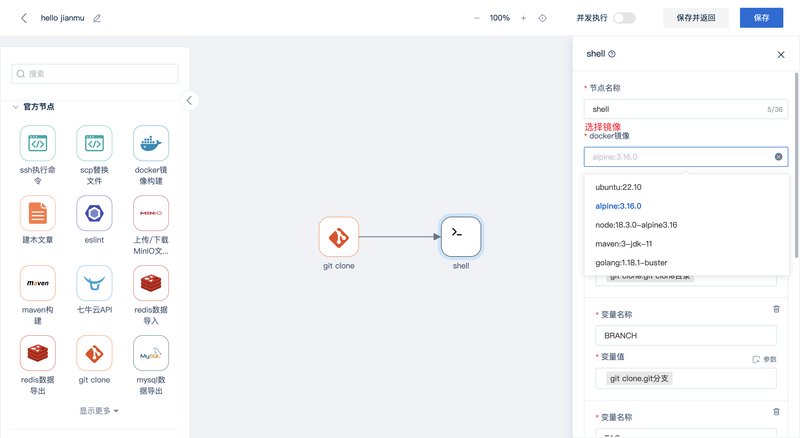 hello jianmu
100%
并发执行
保存并返回
保存
搜索
官方节点
ssh执行命
令
scp替换
文件
docker镜
像构建
建木文章
eslint
MINIO
上传/下载
MinIO文...
maven
maven构
建
七牛云API
redis数据
导入
redis数据
导出
git clone
MySQL
mysql数
据导出
显示更多
git clone
shell
shell
* 节点名称
shell
5/36
选择镜像
* docker镜像
alpine:3.16.0
ubuntu:22.10
alpine:3.16.0
node:18.3.0-alpine3.16
maven:3-jdk-11
golang:1.18.1-buster
git clone.git clone目录
* 变量名称
BRANCH
* 变量值
参数
git clone.git分支
* 变量名称
TAG